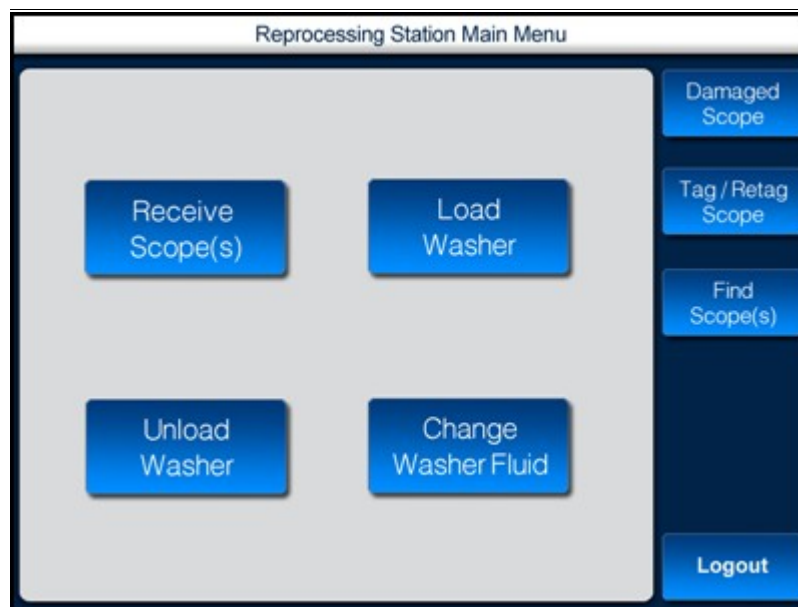 Reprocessing Station Main Menu
Receive
Scope(s)
Load
Washer
Unload
Washer
Change
Washer Fluid
Damaged
Scope
Tag / Retag
Scope
Find
Scope(s)
Logout